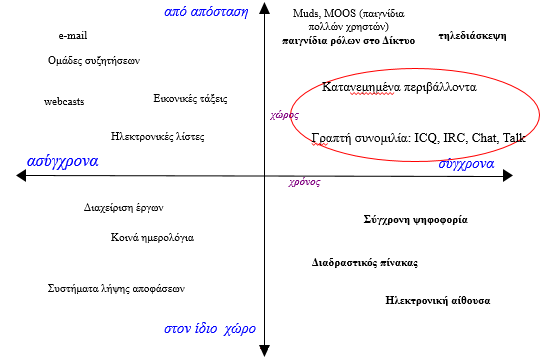 από απόσταση
Muds, MOOS (παιγνίδια
πολλών χρηστών)
παιγνίδια ρόλων στο Δίκτυο
τηλεδιάσκεψη
e-mail
Ομάδες συζητήσεων
Κατανεμημένα περιβάλλοντα
webcasts
Εικονικές τάξεις
χώρος
Ηλεκτρονικές λίστες
Γραπτή συνομιλία: ICQ, IRC, Chat, Talk
ασύγχρονα
σύγχρονα
χρόνος
Διαχείριση έργων
Σύγχρονη ψηφοφορία
Κοινά ημερολόγια
Διαδραστικός πίνακας
Συστήματα λήψης αποφάσεων
Ηλεκτρονική αίθουσα
στον ίδιο χώρο